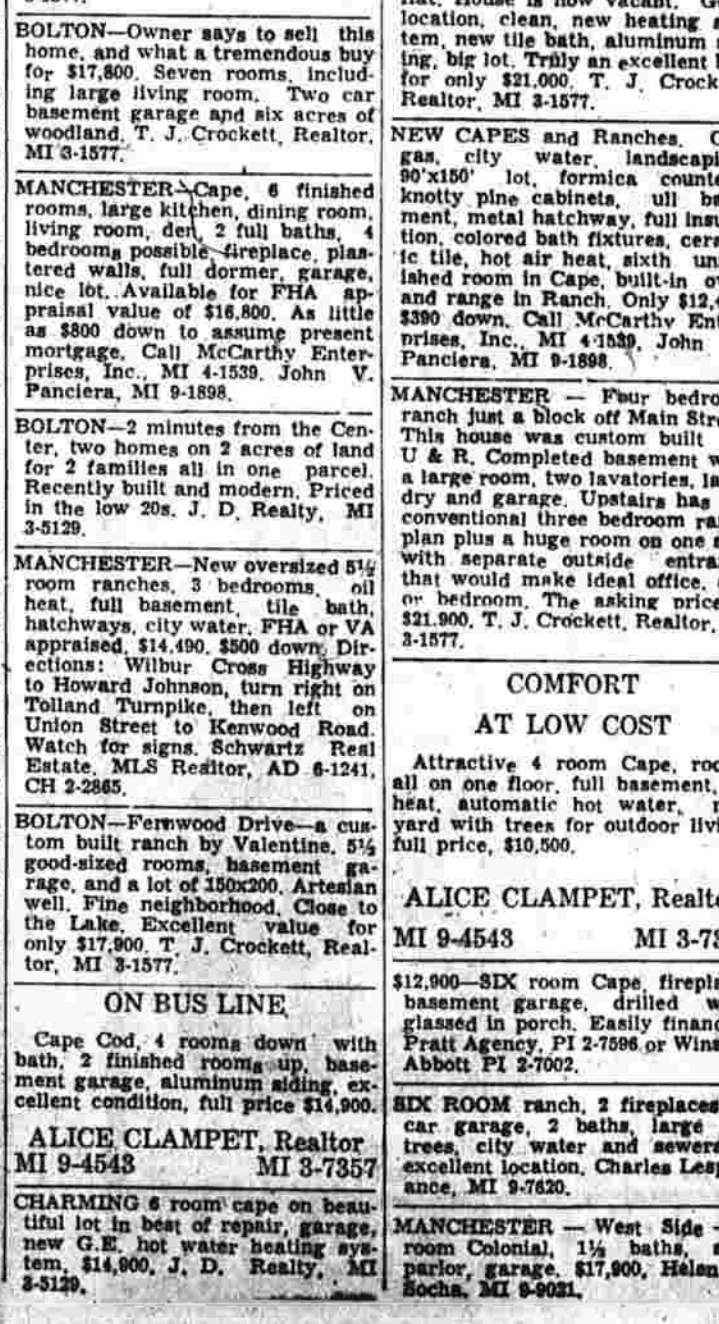 BOLTON—Owner says to sell this
home, and what a tremendous buy
for $17,800. Seven rooms, includ-
ing large living room. Two car
basement garage and six acres of
woodland. T. J. Crockett, Realtor,
MI 3-1577.
MANCHESTER—Cape, 6 finished
rooms, large kitchen, dining room,
living room, den, 2 full baths, 4
bedrooms possible, fireplace, plas-
tered walls, full dormer, garage,
nice lot. Available for FHA ap-
praisal value of $16,800. As little
as $800 down to assume present
mortgage. Call McCarthy Enter-
prises, Inc., MI 4-1539. John V.
Panciera, MI 9-1898.
BOLTON—2 minutes from the Cen-
ter, two homes on 2 acres of land
for 2 families all in one parcel.
Recently built and modern. Priced
in the low 20s. J. D. Realty, MI
3-5129.
MANCHESTER—New oversized 5½
room ranches, 3 bedrooms, oil
heat, full basement, tile bath,
hatchways, city water. FHA or VA
appraised. $14,490. $500 down. Dir-
ections: Wilbur Cross Highway
to Howard Johnson, turn right on
Tolland Turnpike, then left on
Union Street to Kenwood Road.
Watch for signs. Schwartz Real
Estate, MLS Realtor, AD 6-1241,
CH 2-2865.
BOLTON—Fernwood Drive—a cus-
tom built ranch by Valentine. 5½
good-sized rooms, basement ga-
rage, and a lot of 150x200. Artesian
well. Fine neighborhood. Close to
the Lake. Excellent value for
only $17,900. T. J. Crockett, Real-
tor, MI 3-1577.
ON BUS LINE
Cape Cod, 4 rooms down with
bath, 2 finished rooms up, base-
ment garage, aluminum siding, ex-
cellent condition, full price $14,900.
ALICE CLAMPET, Realtor
MI 9-4543 MI 3-7357
CHARMING 6 room cape on beau-
tiful lot in best of repair, garage,
new G.E. hot water heating sys-
tem, $14,900. J. D. Realty, MI
3-5129.
flat. House is now vacant.
location, clean, new heating
tem, new tile bath, aluminum
ing, big lot. Truly an excellent
for only $21,000. T. J. Crock
Realtor, MI 3-1577.
NEW CAPES and Ranches.
gas, city water, landscapi
90'x150' lot, formica counte
knotty pine cabinets, ull ba
ment, metal hatchway, full insu
tion, colored bath fixtures, cera
ic tile, hot air heat, sixth un
ished room in Cape, built-in o
and range in Ranch. Only $12,
$390 down. Call McCarthy En
prises, Inc., MI 4-1539, John
Panciera, MI 9-1898.
MANCHESTER — Four bedro
ranch just a block off Main Stre
This house was custom built
U & R. Completed basement w
a large room, two lavatories, la
dry and garage. Upstairs has
conventional three bedroom ra
plan plus a huge room on one s
with separate outside entra
that would make ideal office,
or bedroom. The asking price
$21.900. T. J. Crockett, Realtor,
3-1577.
COMFORT
AT LOW COST
Attractive 4 room Cape, roo
all on one floor, full basement,
heat, automatic hot water,
yard with trees for outdoor livi
full price, $10,500.
ALICE CLAMPET, Realto
MI 9-4543 MI 3-73
$12,900—SIX room Cape, firepla
basement garage, drilled w
glassed in porch. Easily financ
Pratt Agency, PI 2-7596 or Wins
Abbott PI 2-7002.
SIX ROOM ranch, 2 fireplaces
car garage, 2 baths, large
trees, city water and sewers
excellent location. Charles Lesp
ance, MI 9-7620.
MANCHESTER — West Side
room Colonial, 1½ baths,
parlor, garage. $17,900, Helen
Socha, MI 9-9031.